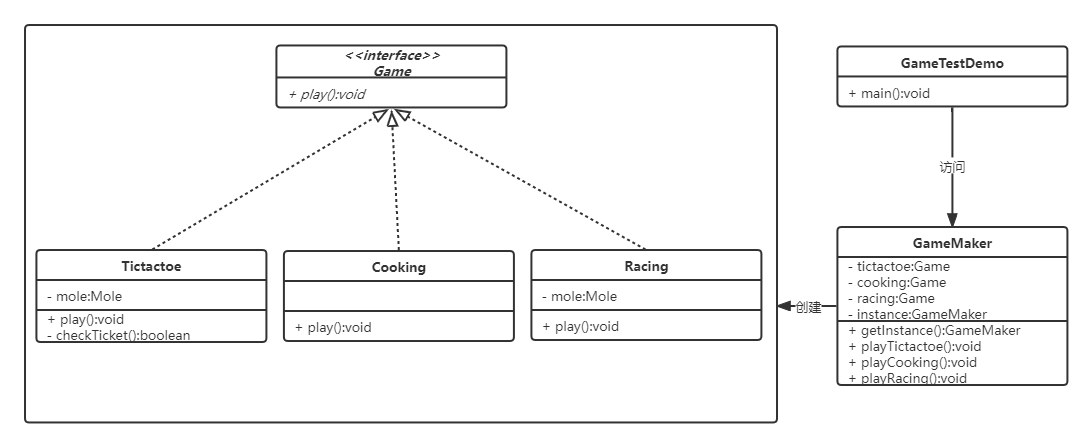 <<interface>>
Game
+ play():void
GameTestDemo
+ main():void
访问
Tictactoe
- mole:Mole
+ play():void
- checkTicket():boolean
Cooking
+ play():void
Racing
- mole:Mole
+ play():void
创建
GameMaker
- tictactoe:Game
- cooking:Game
- racing:Game
- instance:GameMaker
+ getInstance():GameMaker
+ playTictactoe():void
+ playCooking():void
+ playRacing():void